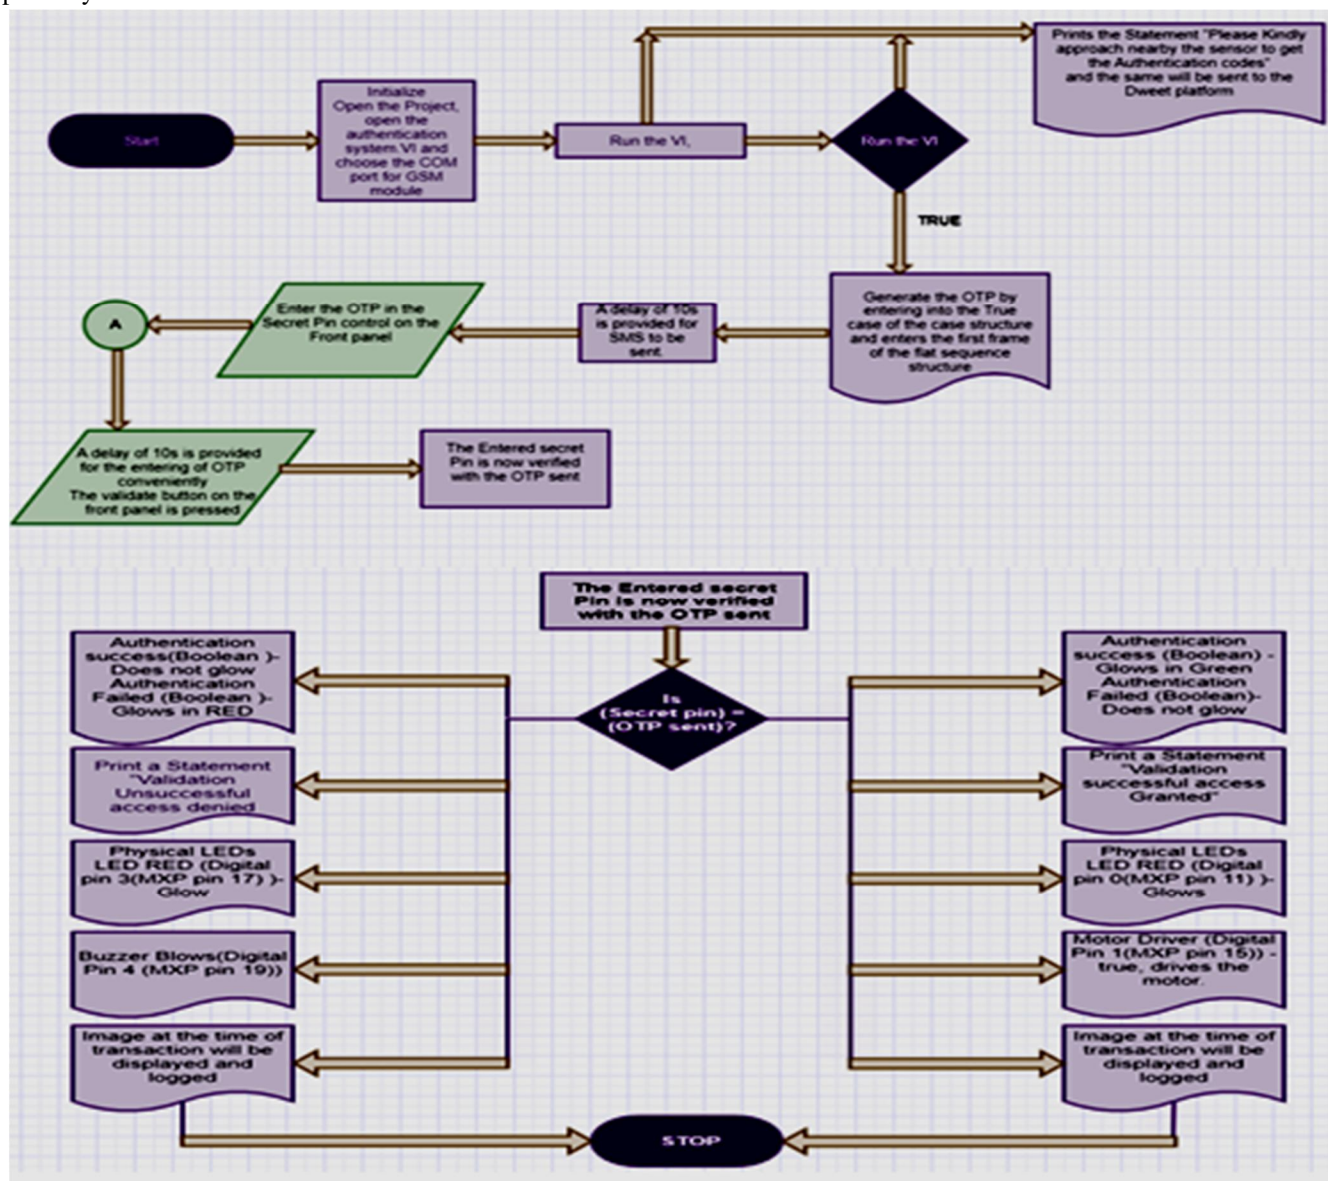 Start
Initialize
Open the Project,
open the
authentication
system.VI and
choose the COM
port for GSM
module
Run the VI,
Run the VI
Prints the Statement "Please Kindly
approach nearby the sensor to get
the Authentication codes"
and the same will be sent to the
Dweet platform
TRUE
Generate the OTP by
entering into the True
case of the case structure
and enters the first frame
of the flat sequence
structure
A delay of 10s
is provided for
SMS to be
sent.
Enter the OTP in the
Secret Pin control on the
Front panel
A
A delay of 10s is provided
for the entering of OTP
conveniently
The validate button on the
front panel is pressed
The Entered secret
Pin is now verified
with the OTP sent
The Entered secret
Pin is now verified
with the OTP sent
Is
(Secret pin) =
(OTP sent)?
Authentication
success(Boolean )-
Does not glow
Authentication
Failed (Boolean )-
Glows in RED
Print a Statement
"Validation
Unsuccessful
access denied
Physical LEDs
LED RED (Digital
pin 3(MXP pin 17) )-
Glow
Buzzer Blows(Digital
Pin 4 (MXP pin 19))
Image at the time of
transaction will be
displayed and
logged
Authentication
success (Boolean) -
Glows in Green
Authentication
Failed (Boolean)-
Does not glow
Print a Statement
"Validation
successful access
Granted"
Physical LEDs
LED RED (Digital
pin 0(MXP pin 11) )-
Glows
Motor Driver (Digital
Pin 1(MXP pin 15)) -
true, drives the
motor.
Image at the time of
transaction will be
displayed and
logged
STOP